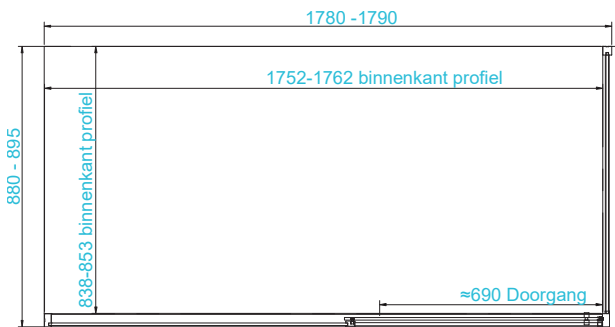 1780 -1790
1752-1762 binnenkant profiel
880 - 895
838-853 binnenkant profiel
≈690 Doorgang